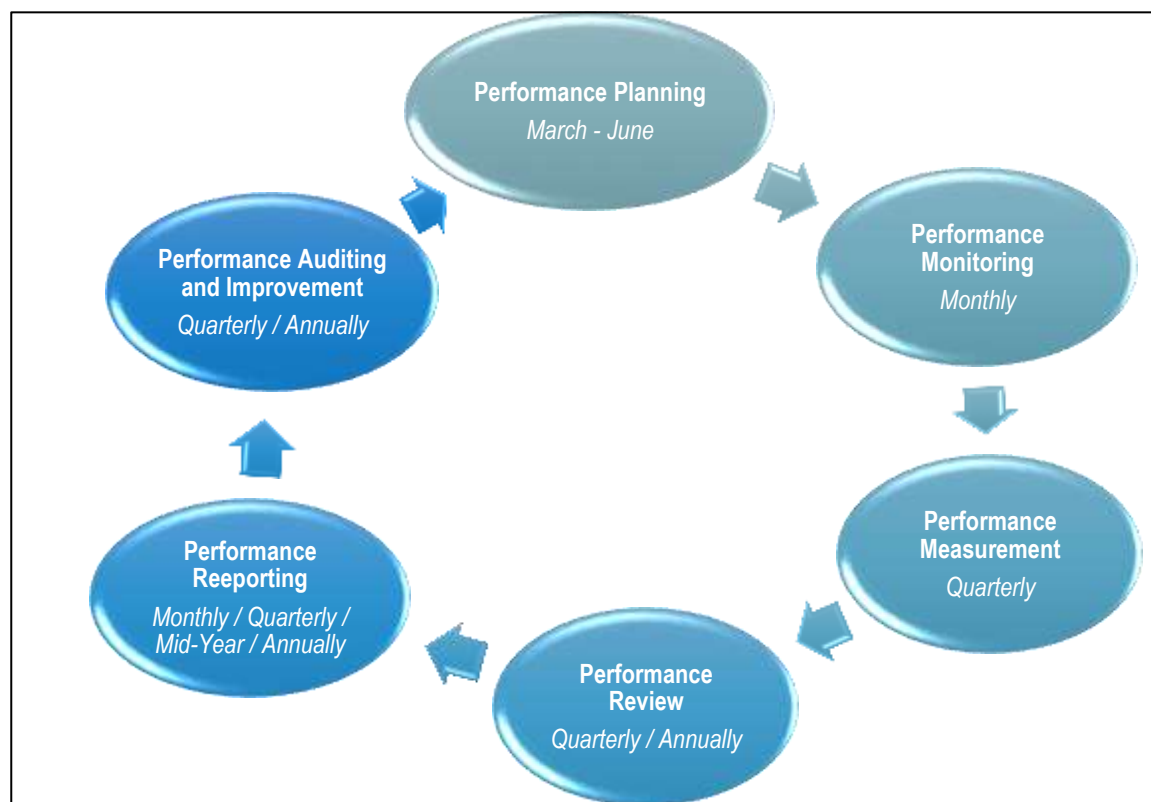 Performance Planning
March - June
Performance
Monitoring
Monthly
Performance
Measurement
Quarterly
Performance
Review
Quarterly / Annually
Performance
Reeporting
Monthly / Quarterly /
Mid-Year / Annually
Performance Auditing
and Improvement
Quarterly / Annually